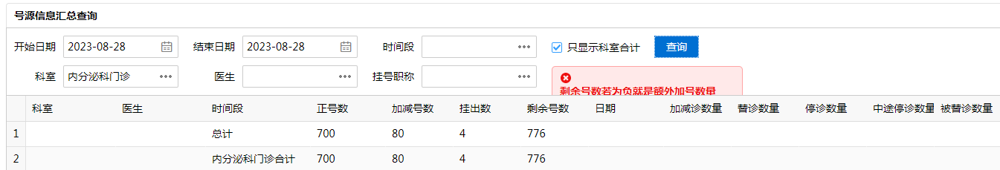 号源信息汇总查询
开始日期 2023-08-28 结束日期 2023-08-28 时间段 ••• 只显示科室合计 查询
科室 内分泌科门诊 ••• 医生 ••• 挂号职称 •••
剩余号数若为负就是额外加号数量
科室 医生 时间段 正号数 加减号数 挂出数 剩余号数 日期 加减诊数量 替诊数量 停诊数量 中途停诊数量 被替诊数量
1 总计 700 80 4 776
2 内分泌科门诊合计 700 80 4 776